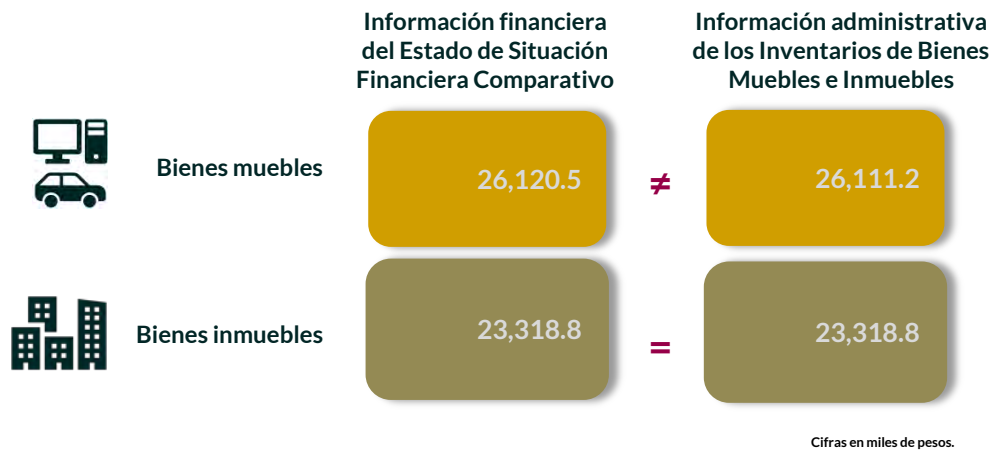 Información financiera
del Estado de Situación
Financiera Comparativo
Información administrativa
de los Inventarios de Bienes
Muebles e Inmuebles
Bienes muebles
26,120.5
≠
26,111.2
Bienes inmuebles
23,318.8
=
23,318.8
Cifras en miles de pesos.